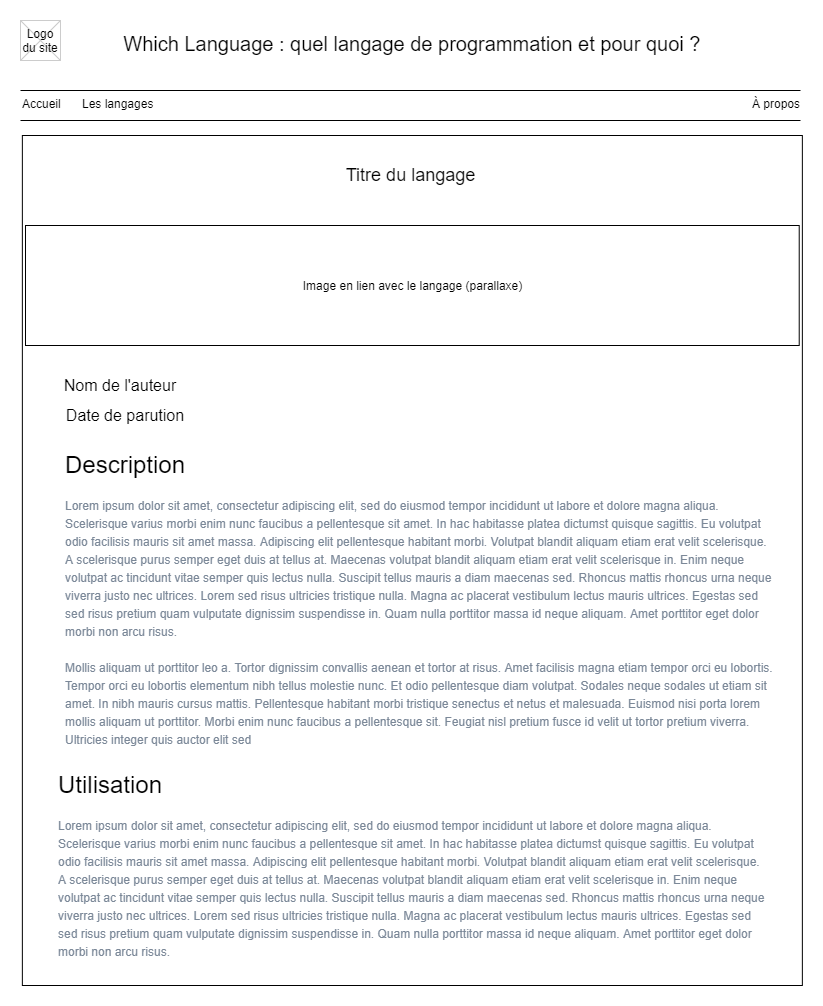 Logo
du site
Which Language : quel langage de programmation et pour quoi ?
Accueil Les langages À propos
Titre du langage
Image en lien avec le langage (parallaxe)
Nom de l'auteur
Date de parution
Description
Lorem ipsum dolor sit amet, consectetur adipiscing elit, sed do eiusmod tempor incididunt ut labore et dolore magna aliqua.
Scelerisque varius morbi enim nunc faucibus a pellentesque sit amet. In hac habitasse platea dictumst quisque sagittis. Eu volutpat
odio facilisis mauris sit amet massa. Adipiscing elit pellentesque habitant morbi. Volutpat blandit aliquam etiam erat velit scelerisque.
A scelerisque purus semper eget duis at tellus at. Maecenas volutpat blandit aliquam etiam erat velit scelerisque in. Enim neque
volutpat ac tincidunt vitae semper quis lectus nulla. Suscipit tellus mauris a diam maecenas sed. Rhoncus mattis rhoncus urna neque
viverra justo nec ultrices. Lorem sed risus ultricies tristique nulla. Magna ac placerat vestibulum lectus mauris ultrices. Egestas sed
sed risus pretium quam vulputate dignissim suspendisse in. Quam nulla porttitor massa id neque aliquam. Amet porttitor eget dolor
morbi non arcu risus.
Mollis aliquam ut porttitor leo a. Tortor dignissim convallis aenean et tortor at risus. Amet facilisis magna etiam tempor orci eu lobortis.
Tempor orci eu lobortis elementum nibh tellus molestie nunc. Et odio pellentesque diam volutpat. Sodales neque sodales ut etiam sit
amet. In nibh mauris cursus mattis. Pellentesque habitant morbi tristique senectus et netus et malesuada. Euismod nisi porta lorem
mollis aliquam ut porttitor. Morbi enim nunc faucibus a pellentesque sit. Feugiat nisl pretium fusce id velit ut tortor pretium viverra.
Ultricies integer quis auctor elit sed
Utilisation
Lorem ipsum dolor sit amet, consectetur adipiscing elit, sed do eiusmod tempor incididunt ut labore et dolore magna aliqua.
Scelerisque varius morbi enim nunc faucibus a pellentesque sit amet. In hac habitasse platea dictumst quisque sagittis. Eu volutpat
odio facilisis mauris sit amet massa. Adipiscing elit pellentesque habitant morbi. Volutpat blandit aliquam etiam erat velit scelerisque.
A scelerisque purus semper eget duis at tellus at. Maecenas volutpat blandit aliquam etiam erat velit scelerisque in. Enim neque
volutpat ac tincidunt vitae semper quis lectus nulla. Suscipit tellus mauris a diam maecenas sed. Rhoncus mattis rhoncus urna neque
viverra justo nec ultrices. Lorem sed risus ultricies tristique nulla. Magna ac placerat vestibulum lectus mauris ultrices. Egestas sed
sed risus pretium quam vulputate dignissim suspendisse in. Quam nulla porttitor massa id neque aliquam. Amet porttitor eget dolor
morbi non arcu risus.